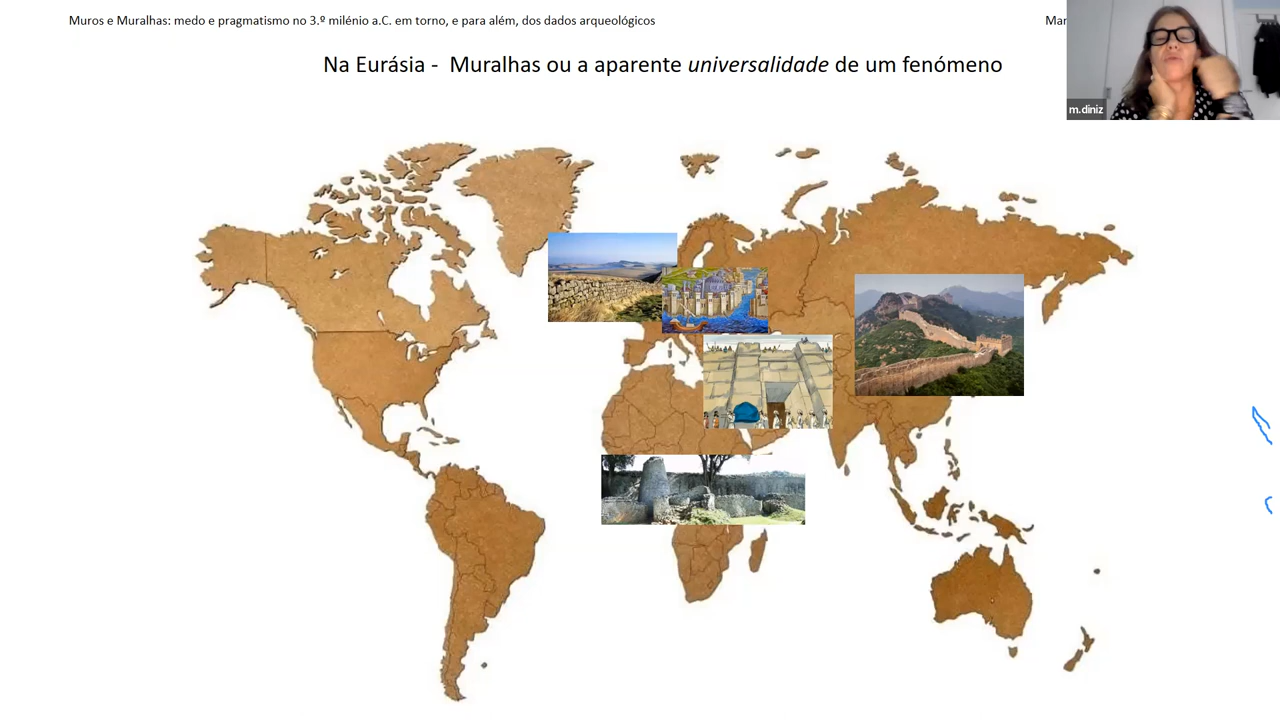 Muros e Muralhas: medo e pragmatismo no 3.º milénio a.C. em torno, e para além, dos dados arqueológicos
Na Eurásia - Muralhas ou a aparente universalidade de um fenómeno
m.diniz